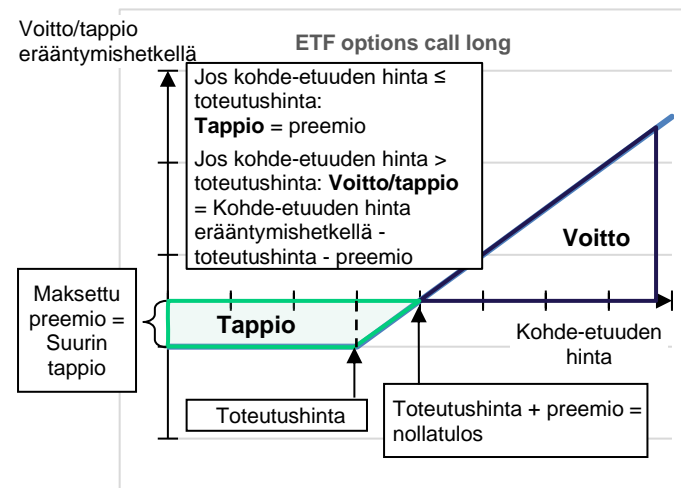 Voitto/tappio
erääntymishetkellä
ETF options call long
Jos kohde-etuuden hinta ≤
toteutushinta:
Tappio = preemio
Jos kohde-etuuden hinta >
toteutushinta: Voitto/tappio
= Kohde-etuuden hinta
erääntymishetkellä -
toteutushinta - preemio
Voitto
Maksettu
preemio =
Suurin
tappio
Tappio
Kohde-etuuden
hinta
Toteutushinta
Toteutushinta + preemio =
nollatulos